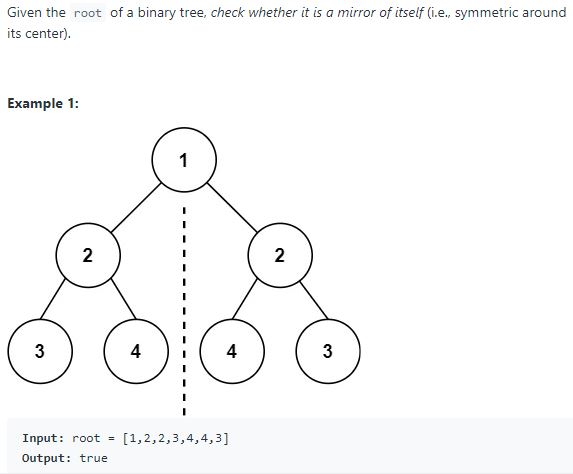 Given the root of a binary tree, check whether it is a mirror of itself (i.e., symmetric around
its center).
Example 1:
1
2 2
3 4 4 3
Input: root = [1,2,2,3,4,4,3]
Output: true